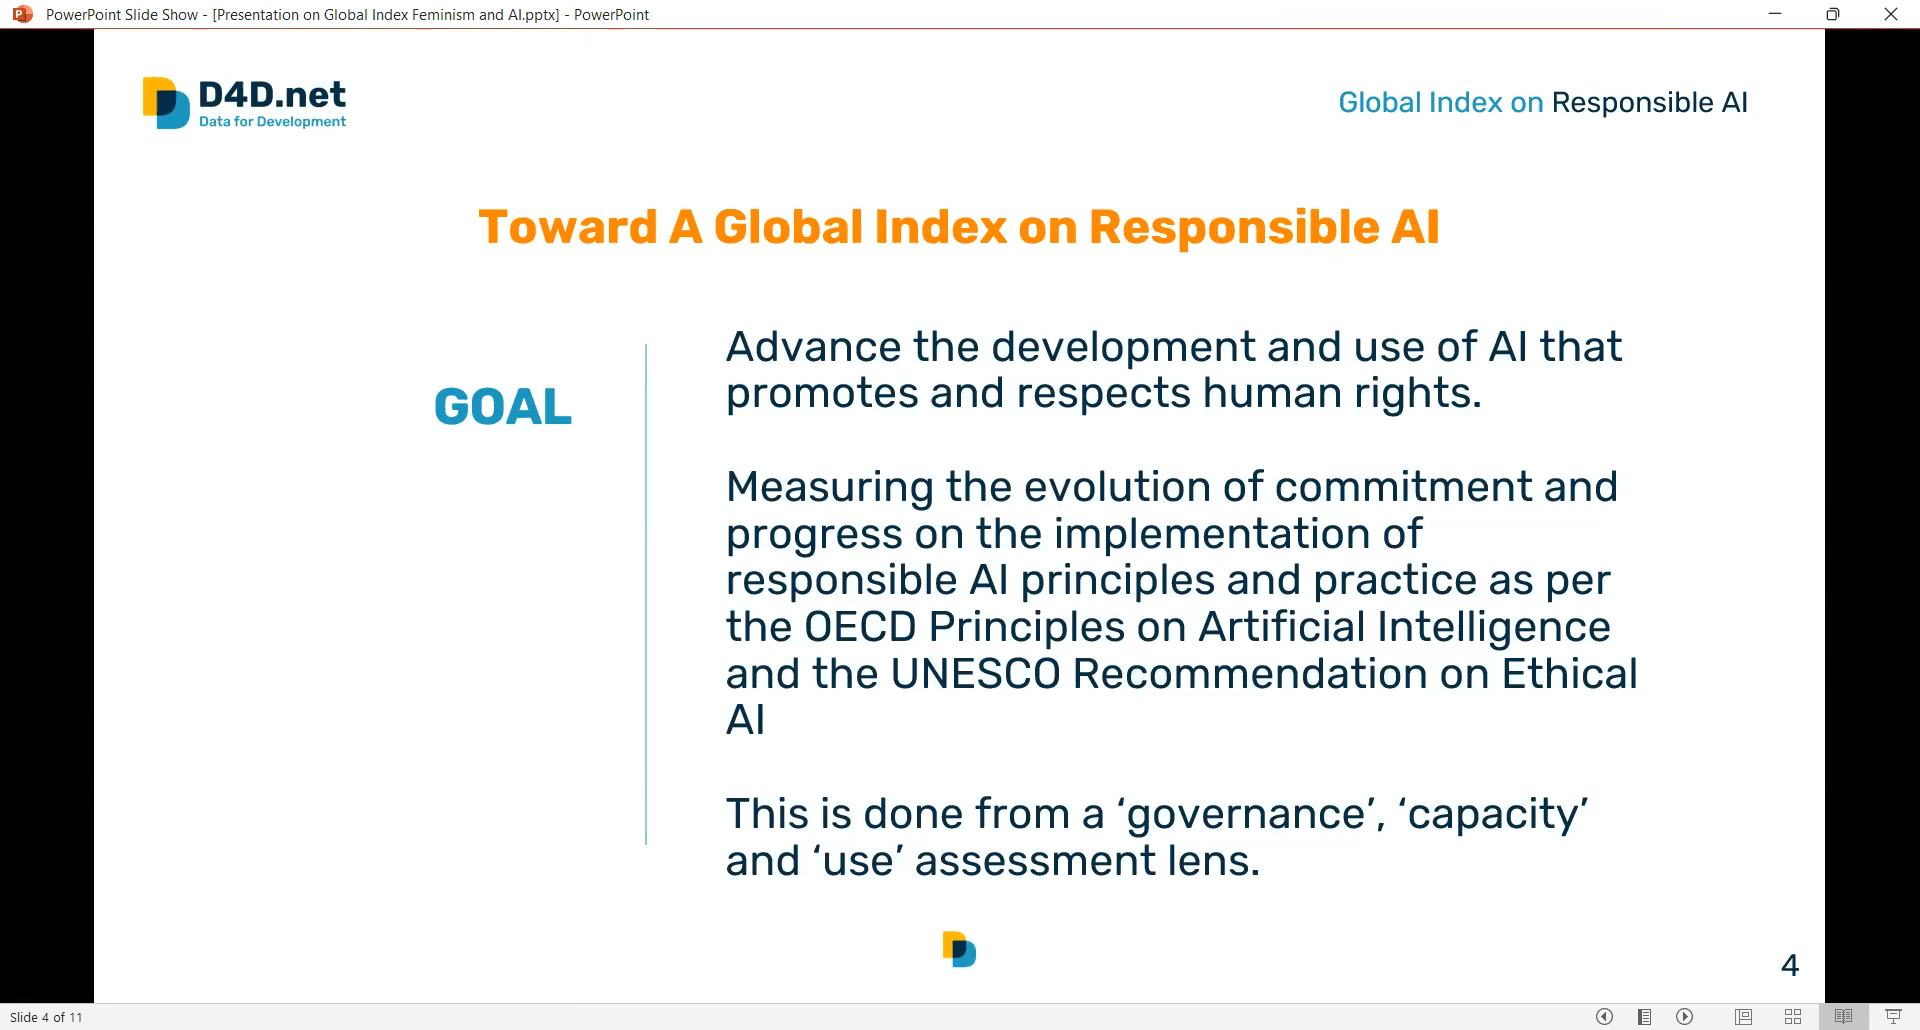 PowerPoint Slide Show - [Presentation on Global Index Feminism and AI.pptx] - PowerPoint
D4D.net
Data for Development
Global Index on Responsible AI
Toward A Global Index on Responsible AI
GOAL
Advance the development and use of AI that
promotes and respects human rights.
Measuring the evolution of commitment and
progress on the implementation of
responsible AI principles and practice as per
the OECD Principles on Artificial Intelligence
and the UNESCO Recommendation on Ethical
AI
This is done from a ‘governance’, ‘capacity’
and ‘use’ assessment lens.
4
Slide 4 of 11